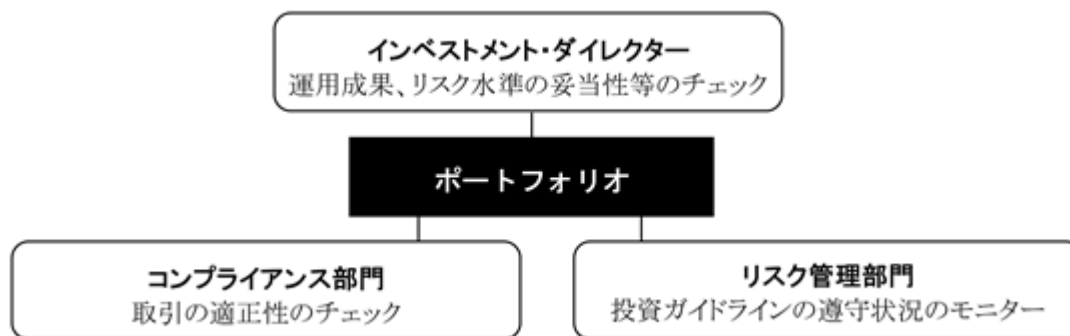 インベストメント・ダイレクター
運用成果、リスク水準の妥当性等のチェック
ポートフォリオ
コンプライアンス部門
取引の適正性のチェック
リスク管理部門
投資ガイドラインの遵守状況のモニター